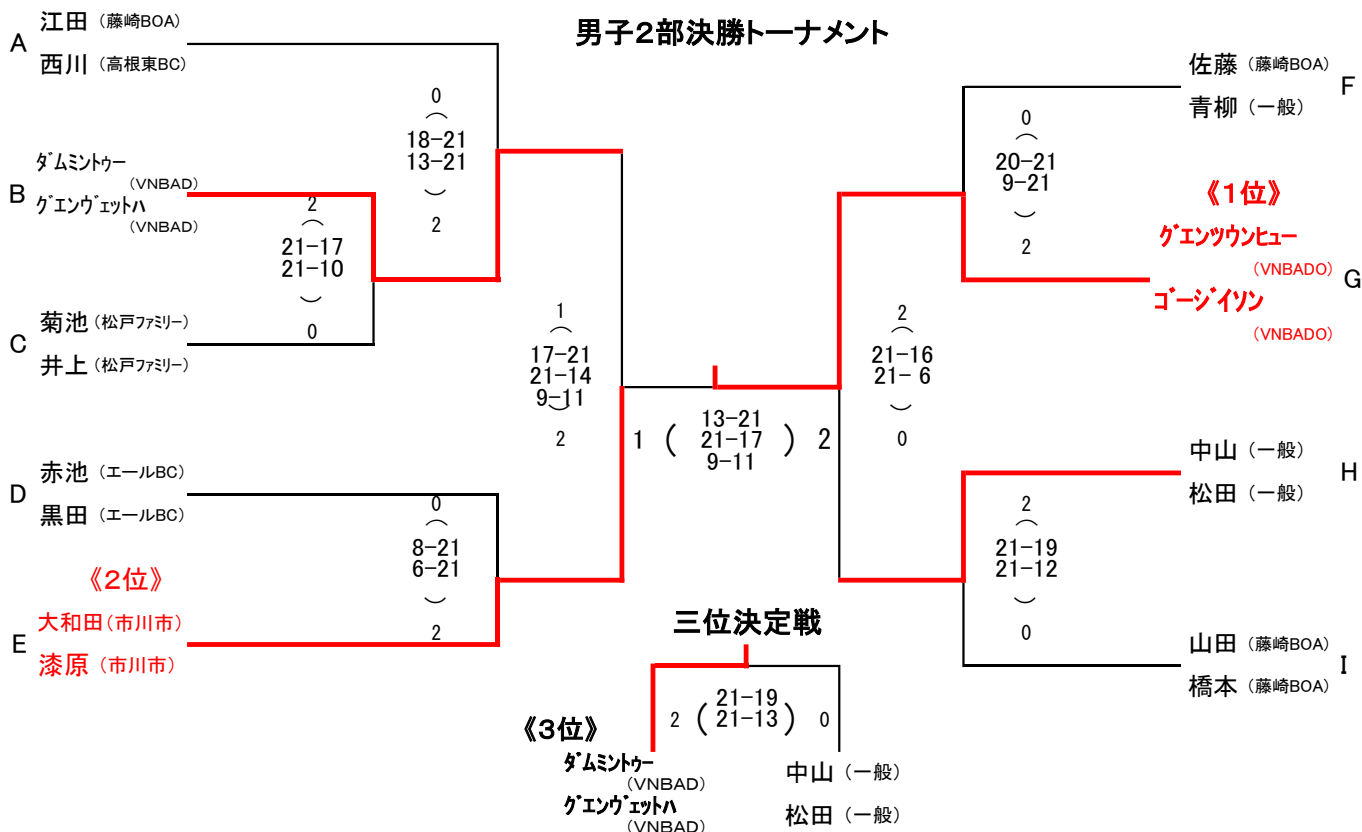 男子２部決勝トーナメント
A
江田（藤崎BOA）
西川（高根東BC）
0
18-21
13-21
2
B
ﾀﾞﾑﾐﾝﾄｩｰ
（VNBAD）
ｸﾞｴﾝｳﾞｪｯﾄﾊ
（VNBAD）
2
21-17
21-10
0
C
菊池（松戸ﾌｧﾐﾘｰ）
井上（松戸ﾌｧﾐﾘｰ）
1
17-21
21-14
9-11
2
D
赤池（エールBC）
黒田（エールBC）
0
8-21
6-21
2
《２位》
E
大和田（市川市）
漆原（市川市）
1（
13-21
21-17
9-11
）2
佐藤（藤崎BOA）
青柳（一般）
F
0
20-21
9-21
2
《１位》
ｸﾞｴﾝﾂｳﾝﾋｭｰ
（VNBADO）
ｺﾞｰｼﾞｲｿﾝ
（VNBADO）
G
2
21-16
21- 6
0
中山（一般）
松田（一般）
H
2
21-19
21-12
0
山田（藤崎BOA）
橋本（藤崎BOA）
I
三位決定戦
2（
21-19
21-13
）0
《３位》
ﾀﾞﾑﾐﾝﾄｩｰ
（VNBAD）
ｸﾞｴﾝｳﾞｪｯﾄﾊ
（VNBAD）
中山（一般）
松田（一般）